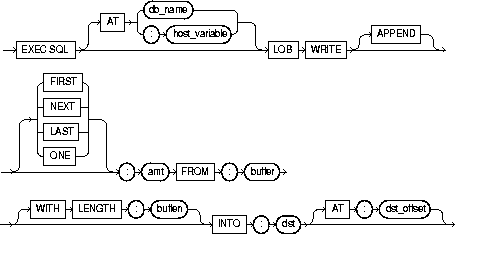 AT db_name
: host_variable
EXEC SQL LOB WRITE APPEND
FIRST
NEXT
LAST
ONE
: amt FROM : buffer
WITH LENGTH : buflen INTO : dst AT : dst_offset